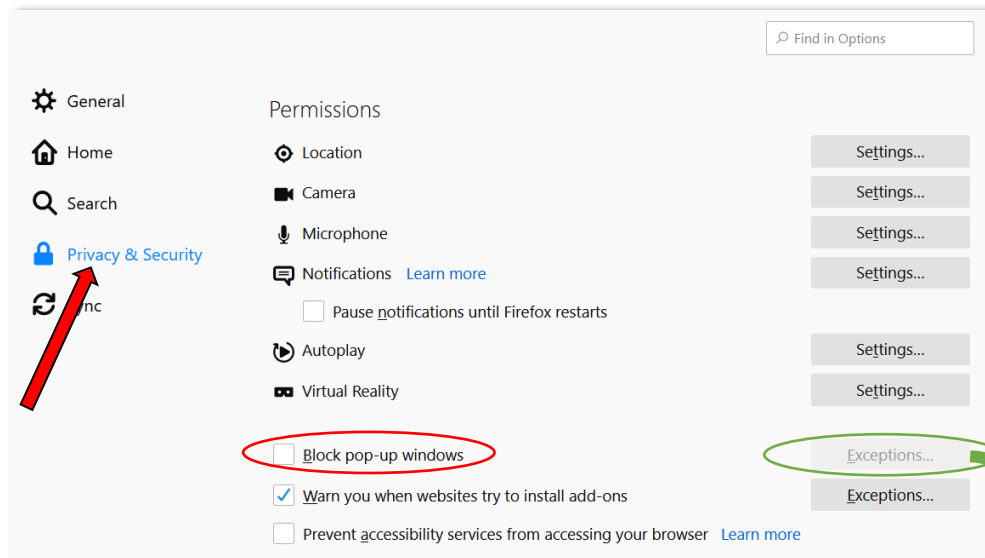 Find in Options
General
Permissions
Home
Location
Settings...
Camera
Settings...
Search
Microphone
Settings...
Privacy & Security
Notifications Learn more
Settings...
Pause notifications until Firefox restarts
Autoplay
Settings...
Virtual Reality
Settings...
Block pop-up windows
Exceptions...
Warn you when websites try to install add-ons
Exceptions...
Prevent accessibility services from accessing your browser Learn more